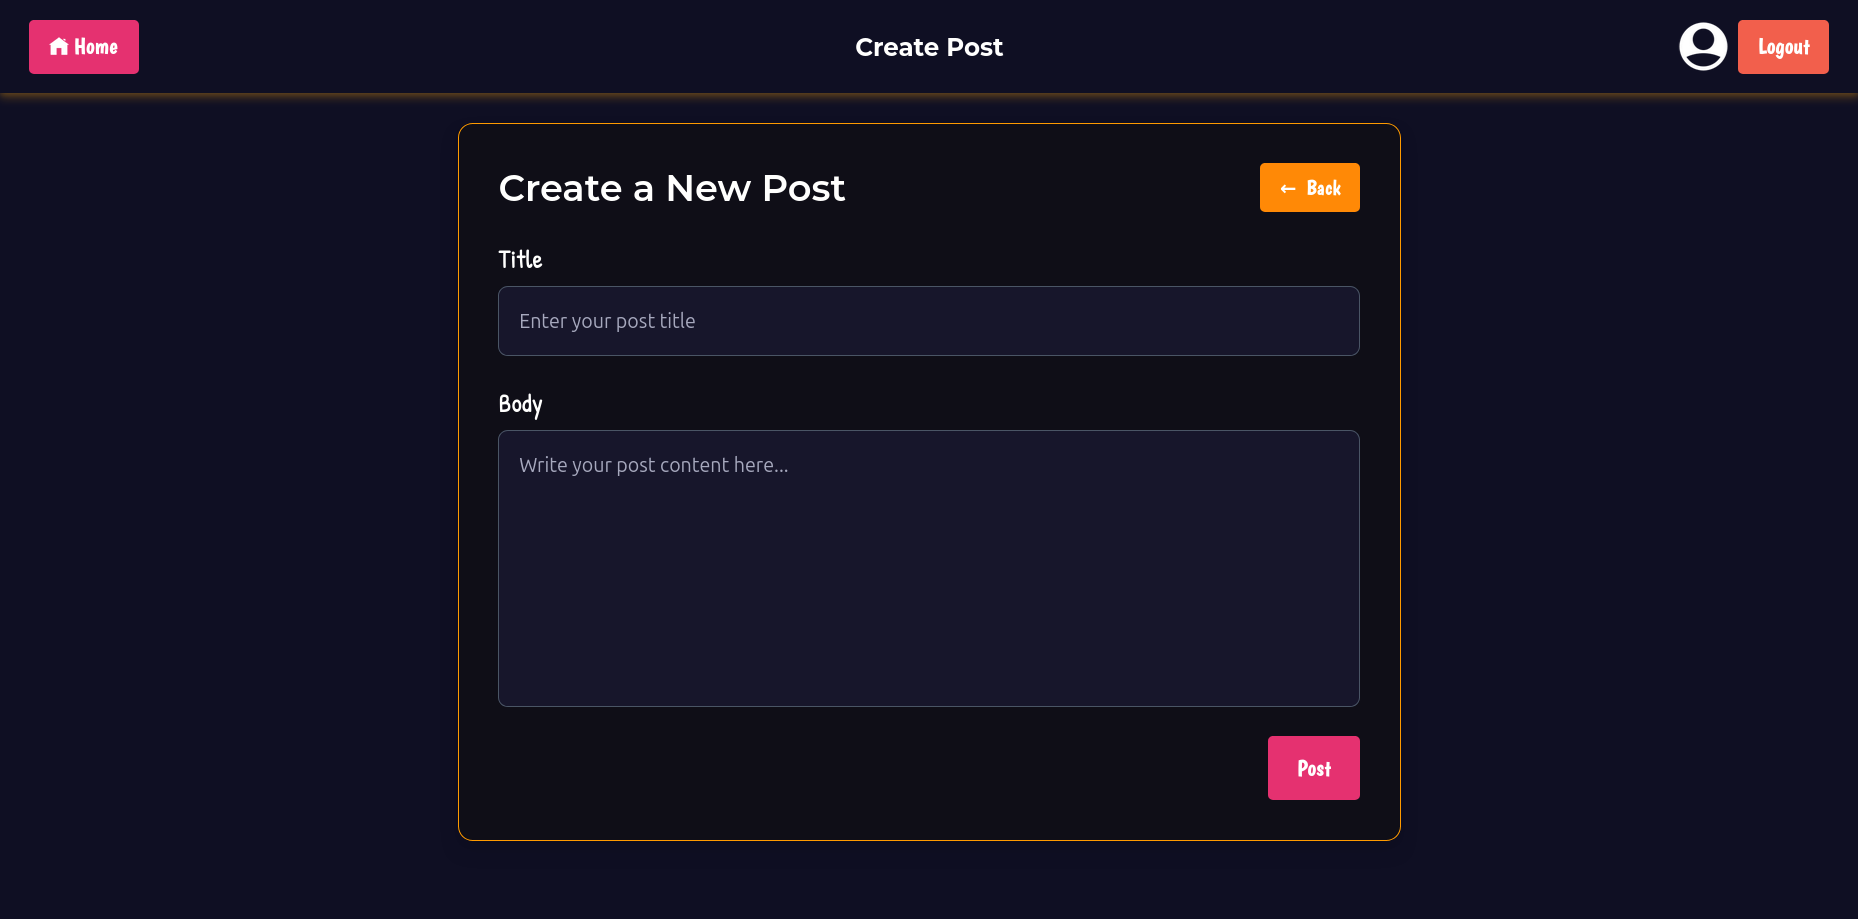 Home
Create Post
Logout
Create a New Post
← Back
Title
Enter your post title
Body
Write your post content here...
Post